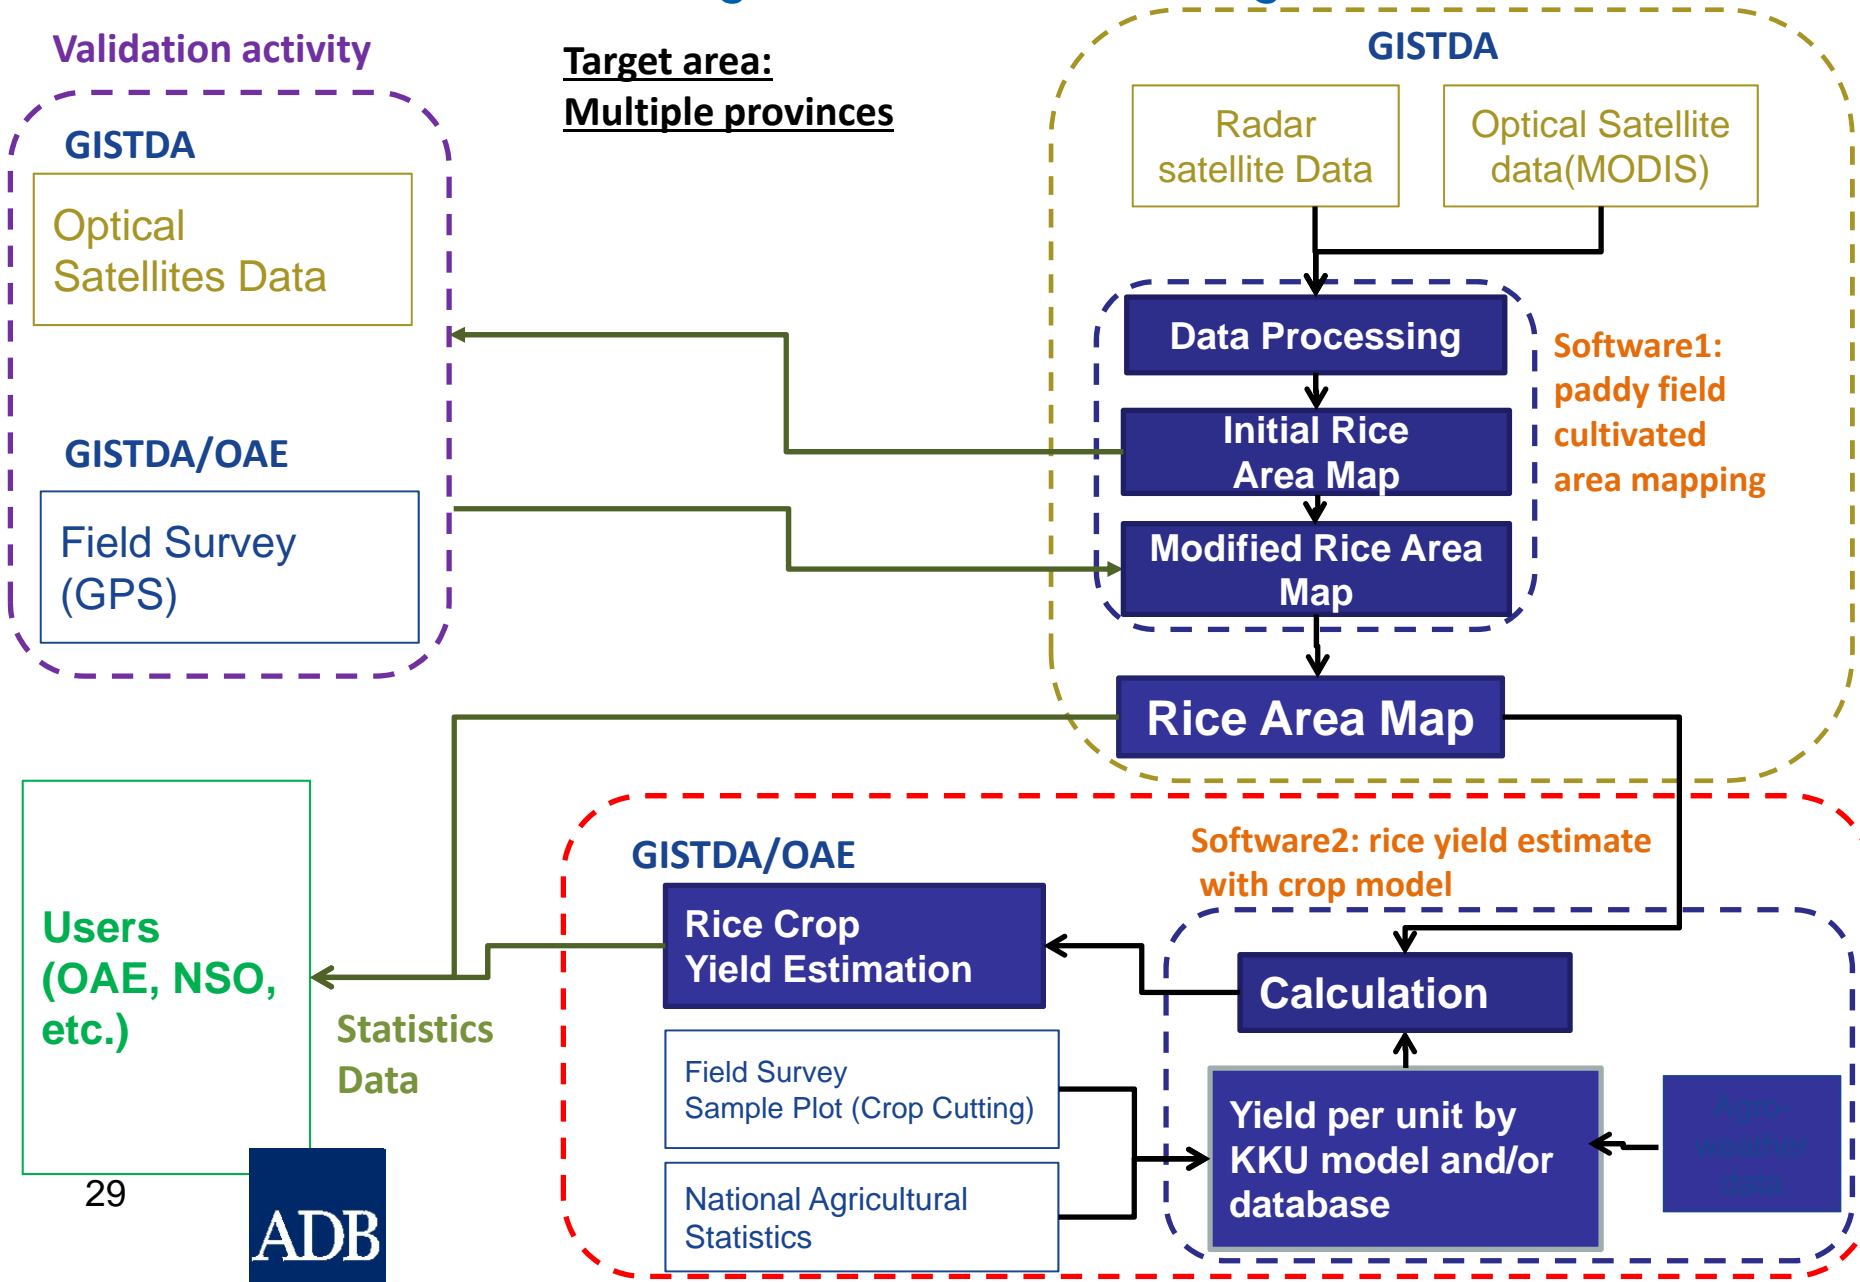 Validation activity
Target area:
Multiple provinces
GISTDA
Radar
satellite Data
Optical Satellite
data(MODIS)
GISTDA
Optical
Satellites Data
Data Processing
Software1:
paddy field
cultivated
area mapping
Initial Rice
Area Map
GISTDA/OAE
Field Survey
(GPS)
Modified Rice Area
Map
Rice Area Map
Software2: rice yield estimate
with crop model
GISTDA/OAE
Rice Crop
Yield Estimation
Users
(OAE, NSO,
etc.)
Calculation
Statistics
Data
Field Survey
Sample Plot (Crop Cutting)
Yield per unit by
KKU model and/or
database
Agro-
weather
data
National Agricultural
Statistics
29
ADB